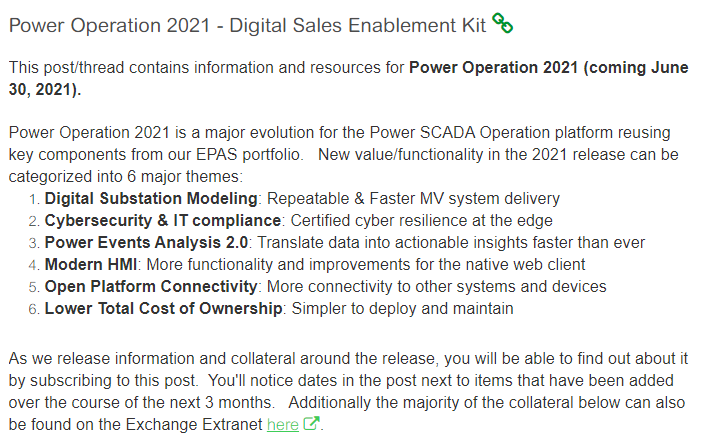 Power Operation 2021 - Digital Sales Enablement Kit
This post/thread contains information and resources for Power Operation 2021 (coming June
30, 2021).
Power Operation 2021 is a major evolution for the Power SCADA Operation platform reusing
key components from our EPAS portfolio.   New value/functionality in the 2021 release can be
categorized into 6 major themes:
1. Digital Substation Modeling: Repeatable & Faster MV system delivery
2. Cybersecurity & IT compliance: Certified cyber resilience at the edge
3. Power Events Analysis 2.0: Translate data into actionable insights faster than ever
4. Modern HMI: More functionality and improvements for the native web client
5. Open Platform Connectivity: More connectivity to other systems and devices
6. Lower Total Cost of Ownership: Simpler to deploy and maintain
As we release information and collateral around the release, you will be able to find out about it
by subscribing to this post.  You'll notice dates in the post next to items that have been added
over the course of the next 3 months.   Additionally the majority of the collateral below can also
be found on the Exchange Extranet here.